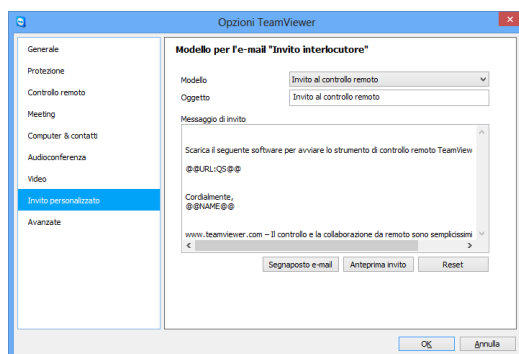 Opzioni TeamViewer
Generale
Protezione
Controllo remoto
Meeting
Computer & contatti
Audioconferenza
Video
Invito personalizzato
Avanzate
Modello per l'e-mail "Invito interlocutore"
Modello Invito al controllo remoto
Oggetto Invito al controllo remoto
Messaggio di invito
Scarica il seguente software per avviare lo strumento di controllo remoto TeamView
@@URL:QS@@
Cordialmente,
@@NAME@@
www.teamviewer.com – Il controllo e la collaborazione da remoto sono semplicissimi
Segnaposto e-mail Anteprima invito Reset
OK Annulla